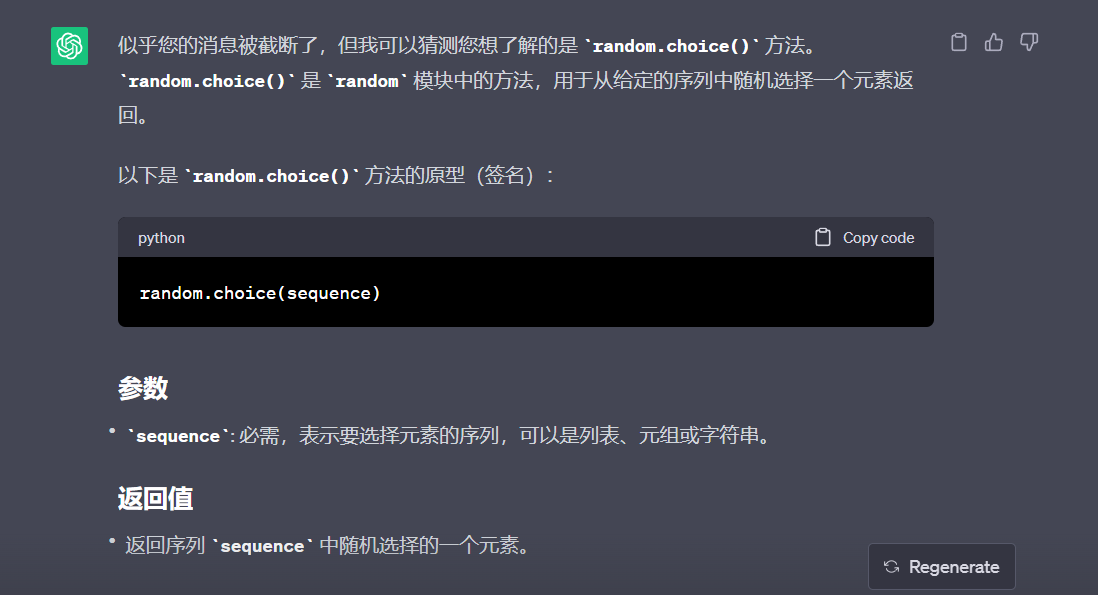 似乎您的消息被截断了，但我可以猜测您想了解的是 `random.choice()` 方法。
`random.choice()` 是 `random` 模块中的方法，用于从给定的序列中随机选择一个元素返
回。
以下是 `random.choice()` 方法的原型（签名）：
python
Copy code
random.choice(sequence)
参数
• `sequence`: 必需，表示要选择元素的序列，可以是列表、元组或字符串。
返回值
• 返回序列 `sequence` 中随机选择的一个元素。
Regenerate